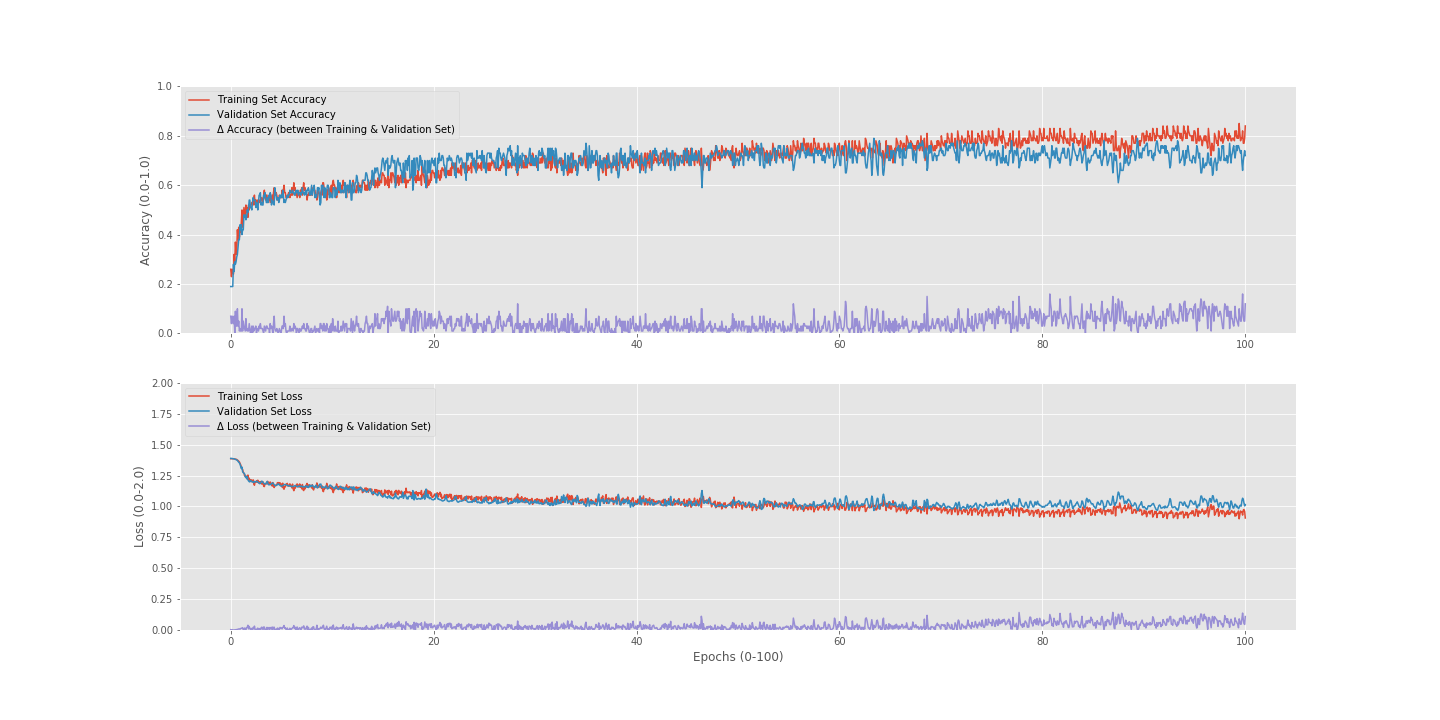 1.0
Training Set Accuracy
Validation Set Accuracy
Δ Accuracy (between Training & Validation Set)
0.8
0.6
0.4
0.2
0.0
Accuracy (0.0-1.0)
0 20 40 60 80 100
2.00
Training Set Loss
Validation Set Loss
Δ Loss (between Training & Validation Set)
1.75
1.50
1.25
1.00
0.75
0.50
0.25
0.00
Loss (0.0-2.0)
0 20 40 60 80 100
Epochs (0-100)